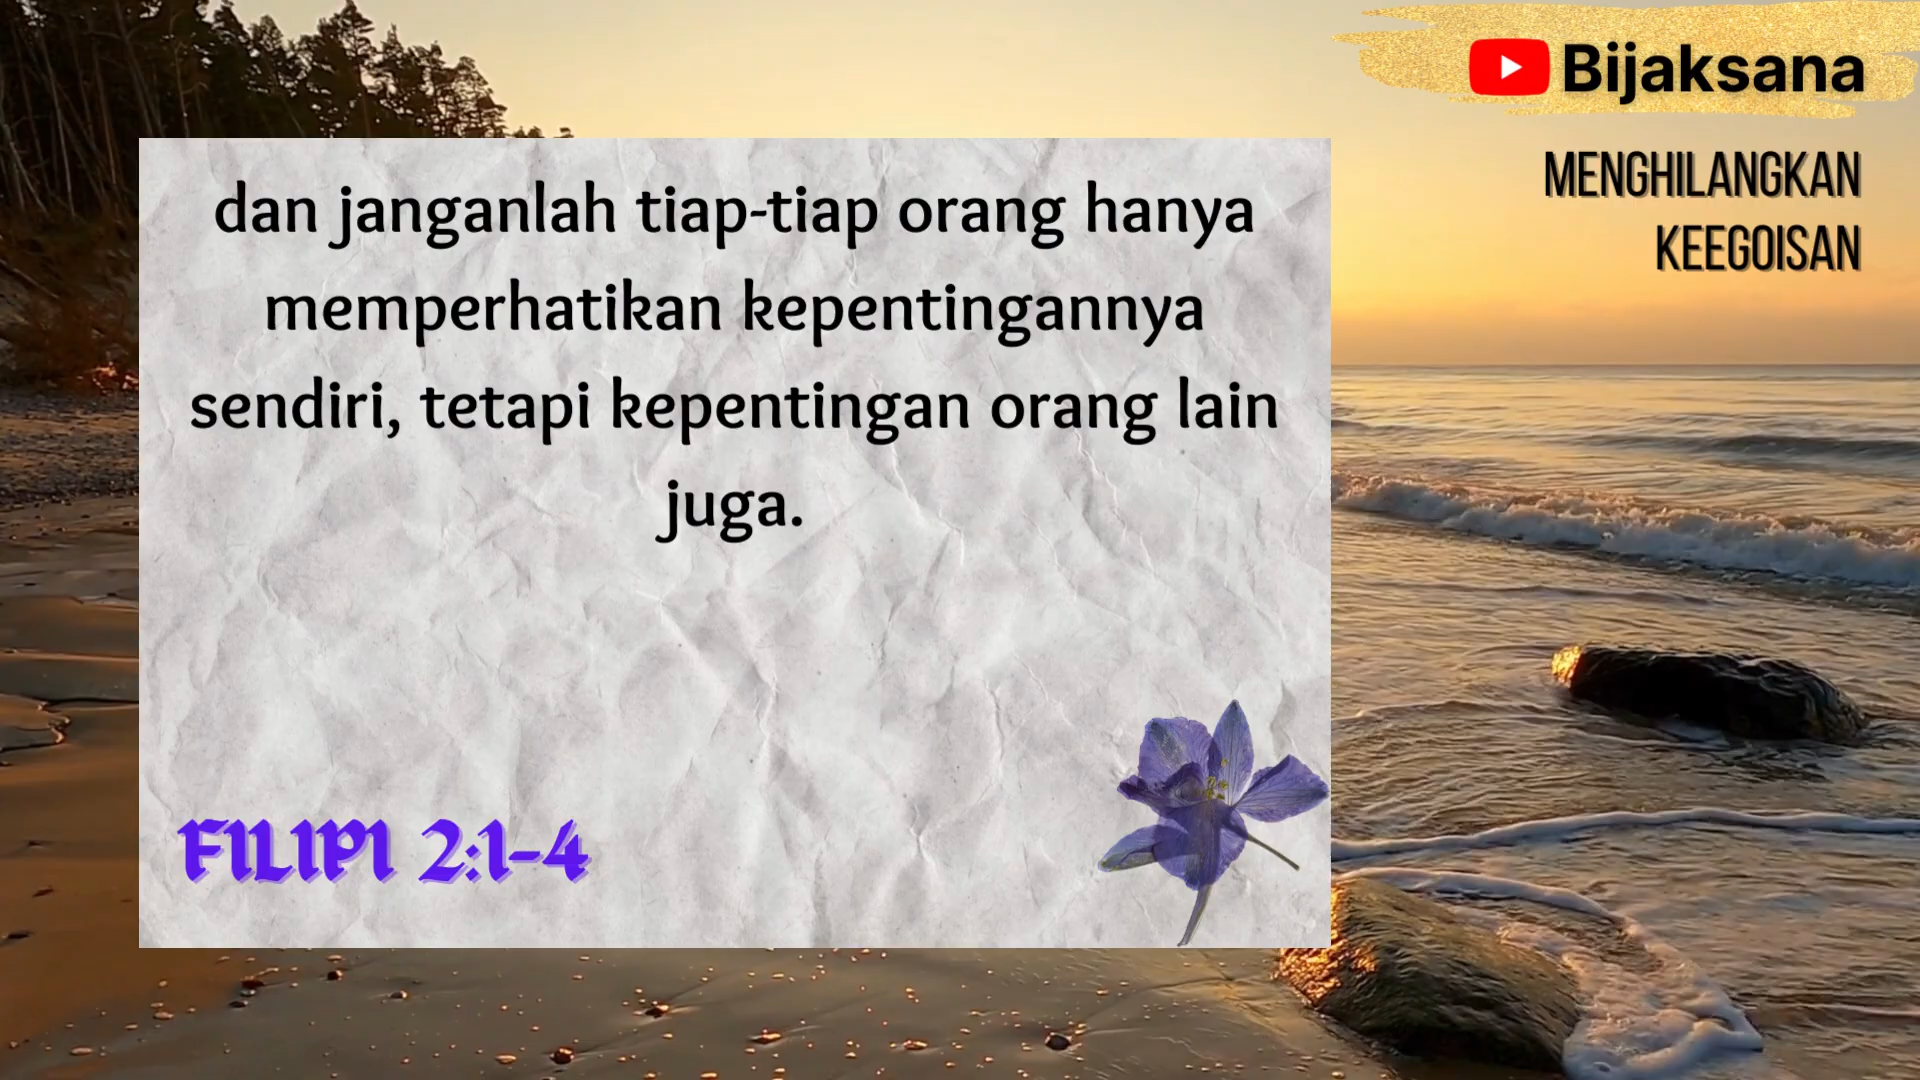 Bijaksana
MENGHILANGKAN
KEEGOISAN
dan janganlah tiap-tiap orang hanya
memperhatikan kepentingannya
sendiri, tetapi kepentingan orang lain
juga.
FILIPI 2:1-4